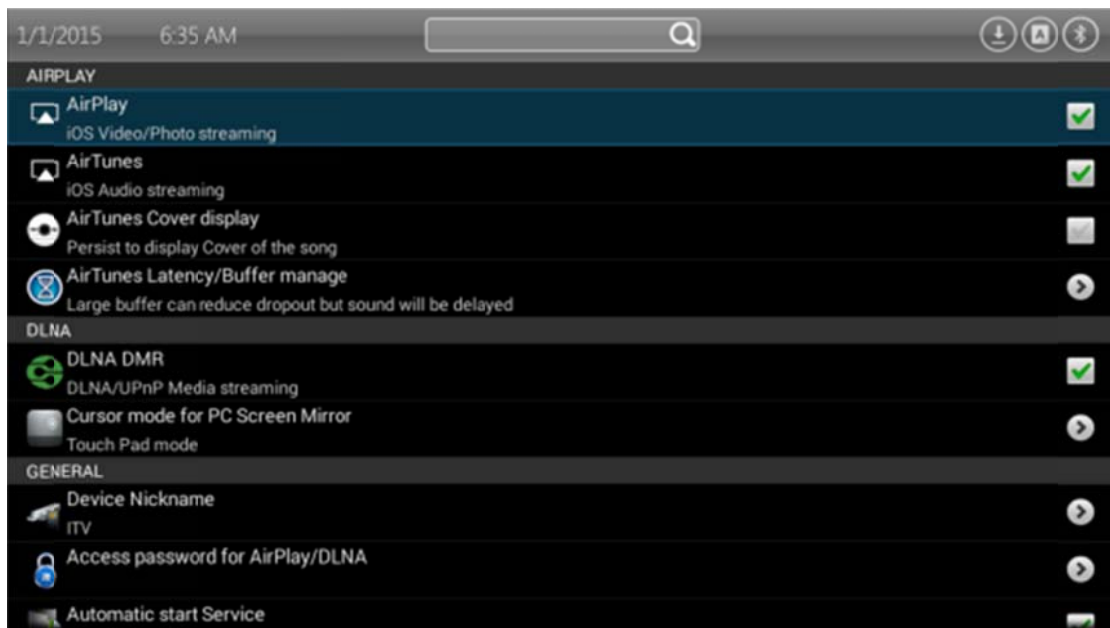 1/1/2015 6:35 AM
A
AIRPLAY
AirPlay
iOS Video/Photo streaming
AirTunes
iOS Audio streaming
AirTunes Cover display
Persist to display Cover of the song
AirTunes Latency/Buffer manage
Large buffer can reduce dropout but sound will be delayed
DLNA
DLNA DMR
DLNA/UPnP Media streaming
Cursor mode for PC Screen Mirror
Touch Pad mode
GENERAL
Device Nickname
ITV
Access password for AirPlay/DLNA
Automatic start Service